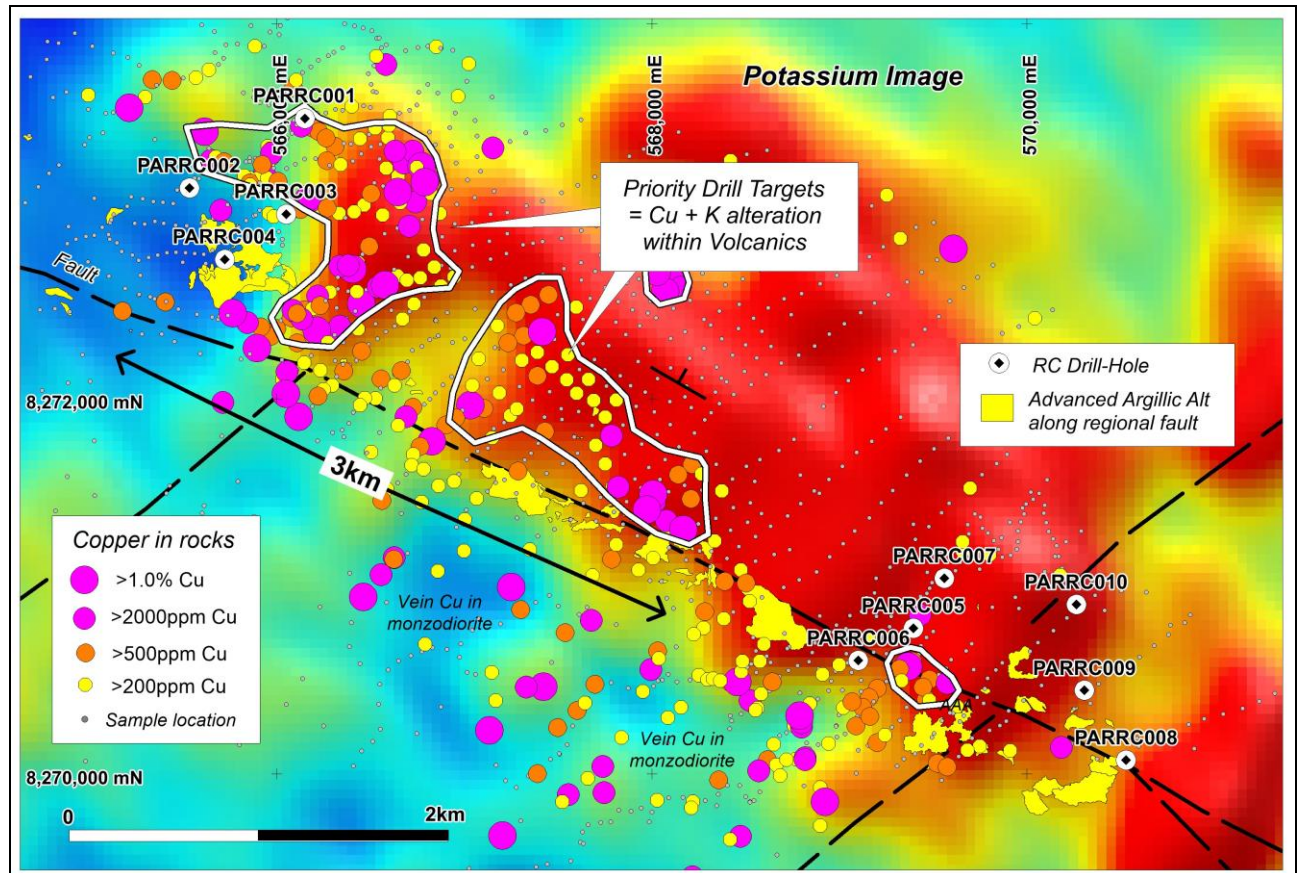 Potassium Image
566,000 mE
568,000 mE
570,000 mE
PARRC001
PARRC002
PARRC003
PARRC004
Fault
Priority Drill Targets
= Cu + K alteration
within Volcanics
RC Drill-Hole
Advanced Argillic Alt
along regional fault
8,272,000 mN
3km
Copper in rocks
>1.0% Cu
>2000ppm Cu
>500ppm Cu
>200ppm Cu
Sample location
Vein Cu in
monzodiorite
PARRC007
PARRC010
PARRC005
PARRC006
PARRC009
AAA
PARRC008
Vein Cu in
monzodiorite
8,270,000 mN
0
2km